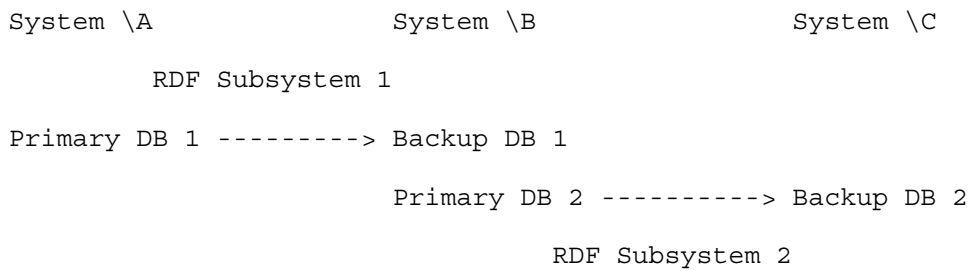 System \A System \B System \C
RDF Subsystem 1
Primary DB 1 ---------> Backup DB 1
Primary DB 2 ----------> Backup DB 2
RDF Subsystem 2